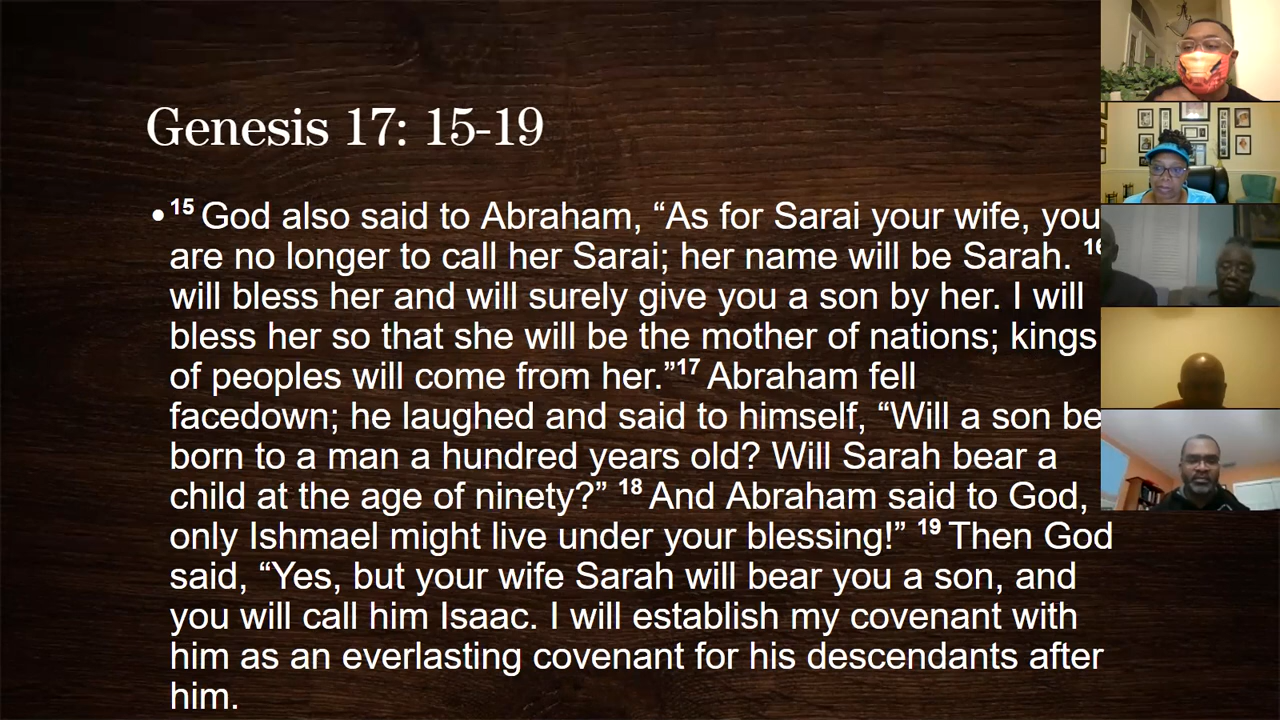 Genesis 17: 15-19
• 15 God also said to Abraham, “As for Sarai your wife, you
are no longer to call her Sarai; her name will be Sarah. 16
will bless her and will surely give you a son by her. I will
bless her so that she will be the mother of nations; kings
of peoples will come from her.”17 Abraham fell
facedown; he laughed and said to himself, “Will a son be
born to a man a hundred years old? Will Sarah bear a
child at the age of ninety?” 18 And Abraham said to God,
only Ishmael might live under your blessing!” 19 Then God
said, “Yes, but your wife Sarah will bear you a son, and
you will call him Isaac. I will establish my covenant with
him as an everlasting covenant for his descendants after
him.